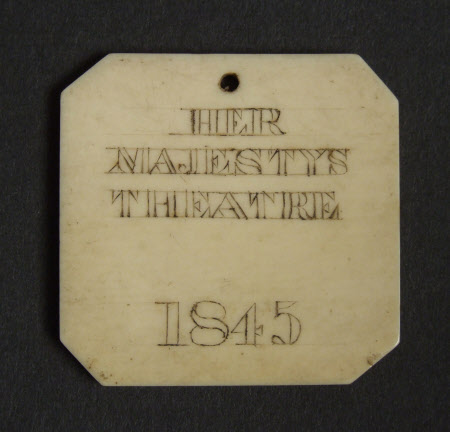 HER
MAJESTYS
THEATRE
1845